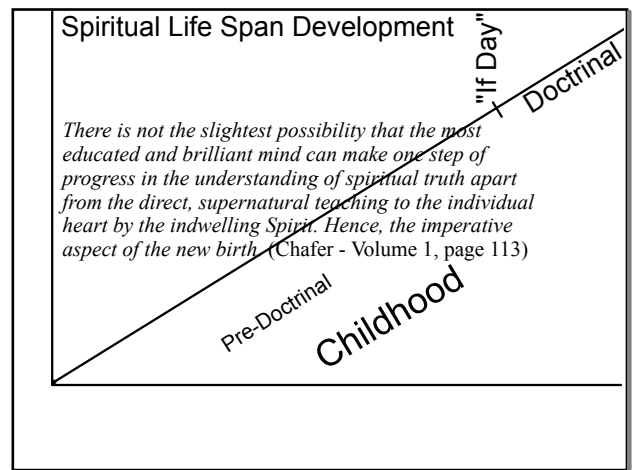 Spiritual Life Span Development
"If Day"
Doctrinal
There is not the slightest possibility that the most
educated and brilliant mind can make one step of
progress in the understanding of spiritual truth apart
from the direct, supernatural teaching to the individual
heart by the indwelling Spirit. Hence, the imperative
aspect of the new birth. (Chafer - Volume 1, page 113)
Pre-Doctrinal
Childhood